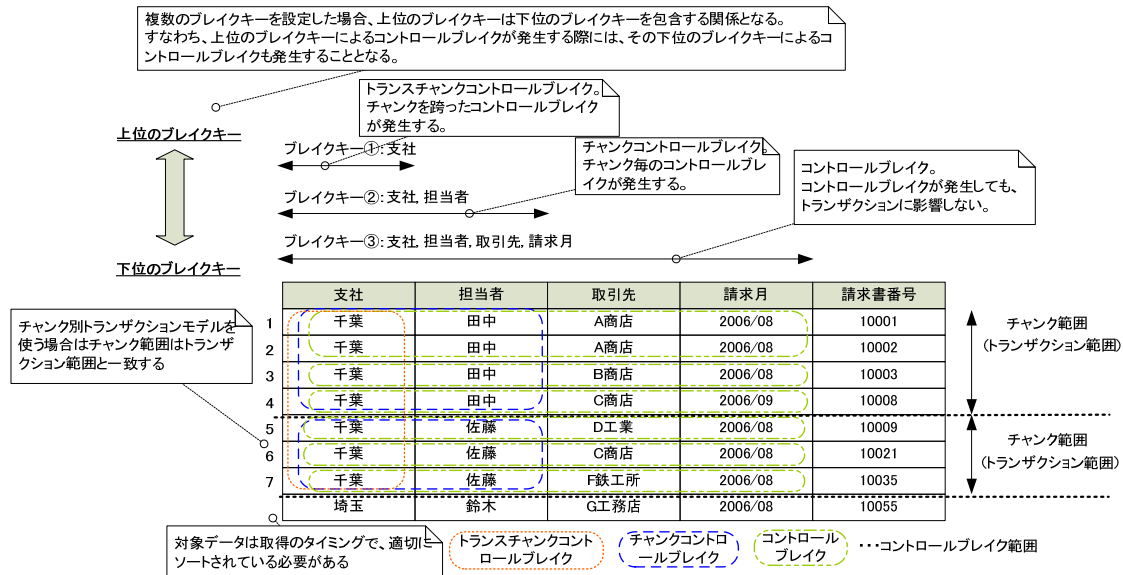 複数のブレイクキーを設定した場合、上位のブレイクキーは下位のブレイクキーを包含する関係となる。
すなわち、上位のブレイクキーによるコントロールブレイクが発生する際には、その下位のブレイクキーによるコ
ントロールブレイクも発生することとなる。
トランスチャンクコントロールブレイク。
チャンクを跨ったコントロールブレイク
が発生する。
上位のブレイクキー
ブレイクキー①:支社
チャンクコントロールブレイク。
チャンク毎のコントロールブレ
イクが発生する。
コントロールブレイク。
コントロールブレイクが発生しても、
トランザクションに影響しない。
ブレイクキー②:支社, 担当者
ブレイクキー③:支社, 担当者, 取引先, 請求月
下位のブレイクキー
支社 担当者 取引先 請求月 請求書番号
1 千葉 田中 A商店 2006/08 10001
2 千葉 田中 A商店 2006/08 10002
3 千葉 田中 B商店 2006/08 10003
4 千葉 田中 C商店 2006/09 10008
5 千葉 佐藤 D工業 2006/08 10009
6 千葉 佐藤 C商店 2006/08 10021
7 千葉 佐藤 F鉄工所 2006/08 10035
埼玉 鈴木 G工務店 2006/08 10055
チャンク範囲
(トランザクション範囲)
チャンク範囲
(トランザクション範囲)
チャンク別トランザクションモデルを
使う場合はチャンク範囲はトランザ
クション範囲と一致する
対象データは取得のタイミングで、適切に
ソートされている必要がある
トランスチャンクコント
ロールブレイク
チャンクコントロ
ールブレイク
コントロール
ブレイク
･･･コントロールブレイク範囲